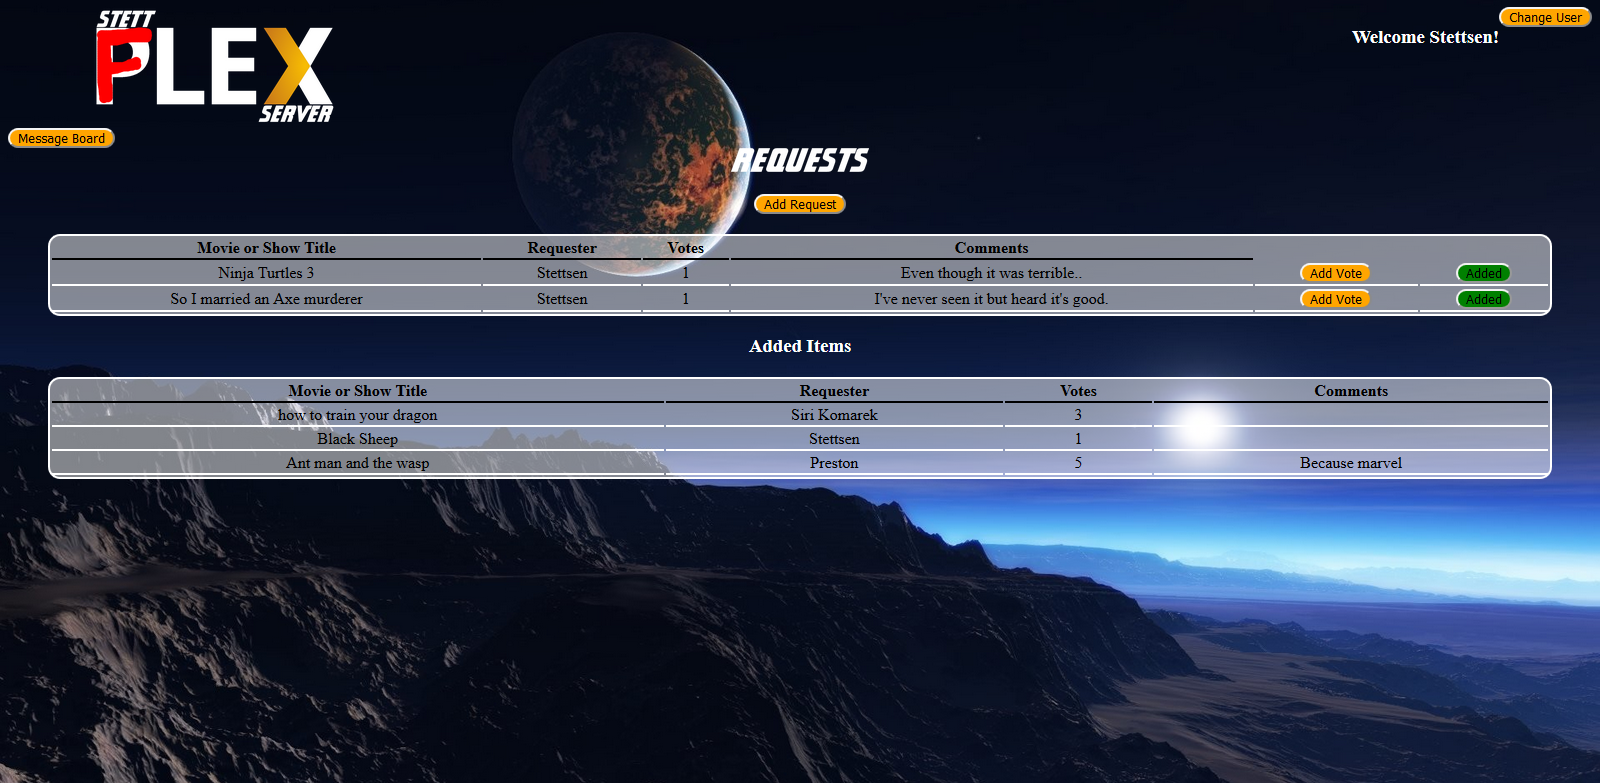 STETT
PLEX
SERVER
Change User
Welcome Stettsen!
Message Board
REQUESTS
Add Request
Movie or Show Title Requester Votes Comments
Ninja Turtles 3 Stettsen 1 Even though it was terrible.. Add Vote Added
So I married an Axe murderer Stettsen 1 I've never seen it but heard it's good. Add Vote Added
Added Items
Movie or Show Title Requester Votes Comments
how to train your dragon Siri Komarek 3
Black Sheep Stettsen 1
Ant man and the wasp Preston 5 Because marvel